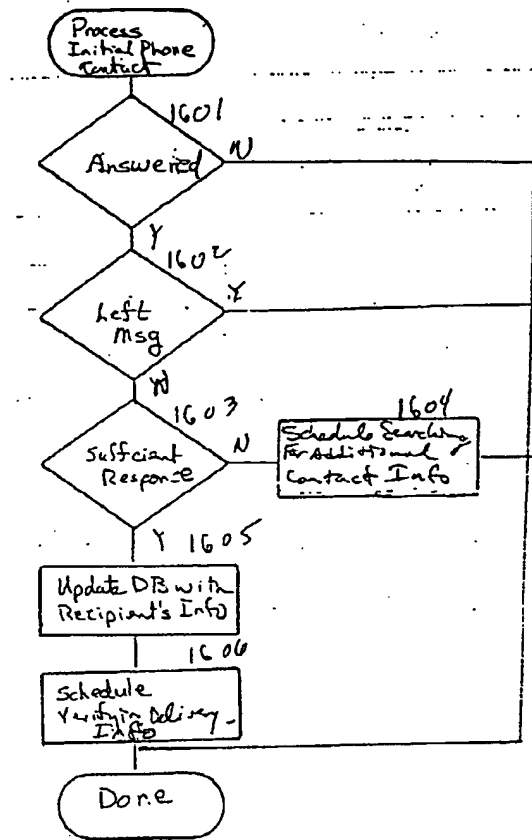 Process
Initial Phone
Contact
1601
Answered
N
Y
1602
Left
Msg
Y
N
1603
Sufficient
Response
N
1604
Schedule Searching
For Additional
Contact Info
Y
1605
Update DB with
Recipient's Info
1606
Schedule
Verifying Delivery
Info
Done